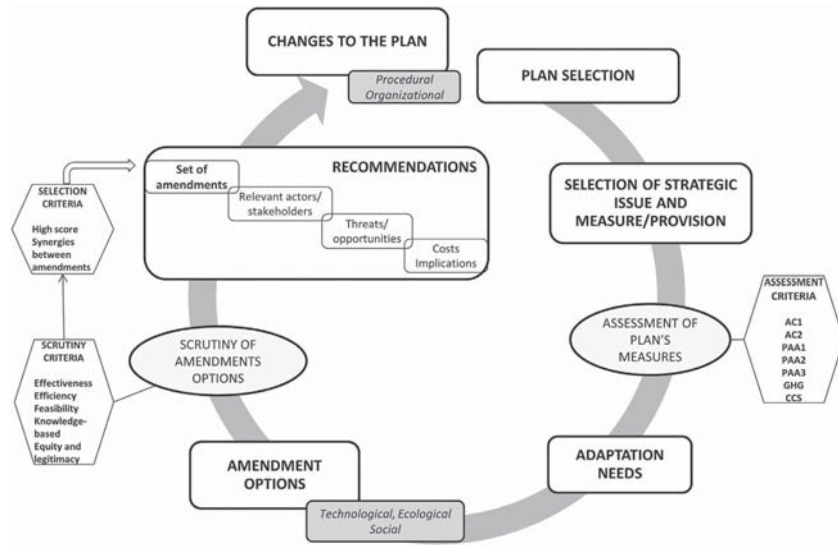 CHANGES TO THE PLAN
Procedural
Organizational
PLAN SELECTION
SELECTION OF STRATEGIC
ISSUE AND
MEASURE/PROVISION
ASSESSMENT OF
PLAN'S
MEASURES
ASSESSMENT
CRITERIA
AC1
AC2
PAA1
PAA2
PAA3
GHG
CCS
ADAPTATION
NEEDS
AMENDMENT
OPTIONS
Technological, Ecological
Social
SCRUTINY OF
AMENDMENTS
OPTIONS
SCRUTINY
CRITERIA
Effectiveness
Efficiency
Feasibility
Knowledge-
based
Equity and
legitimacy
SELECTION
CRITERIA
High score
Synergies
between
amendments
RECOMMENDATIONS
Set of
amendments
Relevant actors/
stakeholders
Threats/
opportunities
Costs
Implications